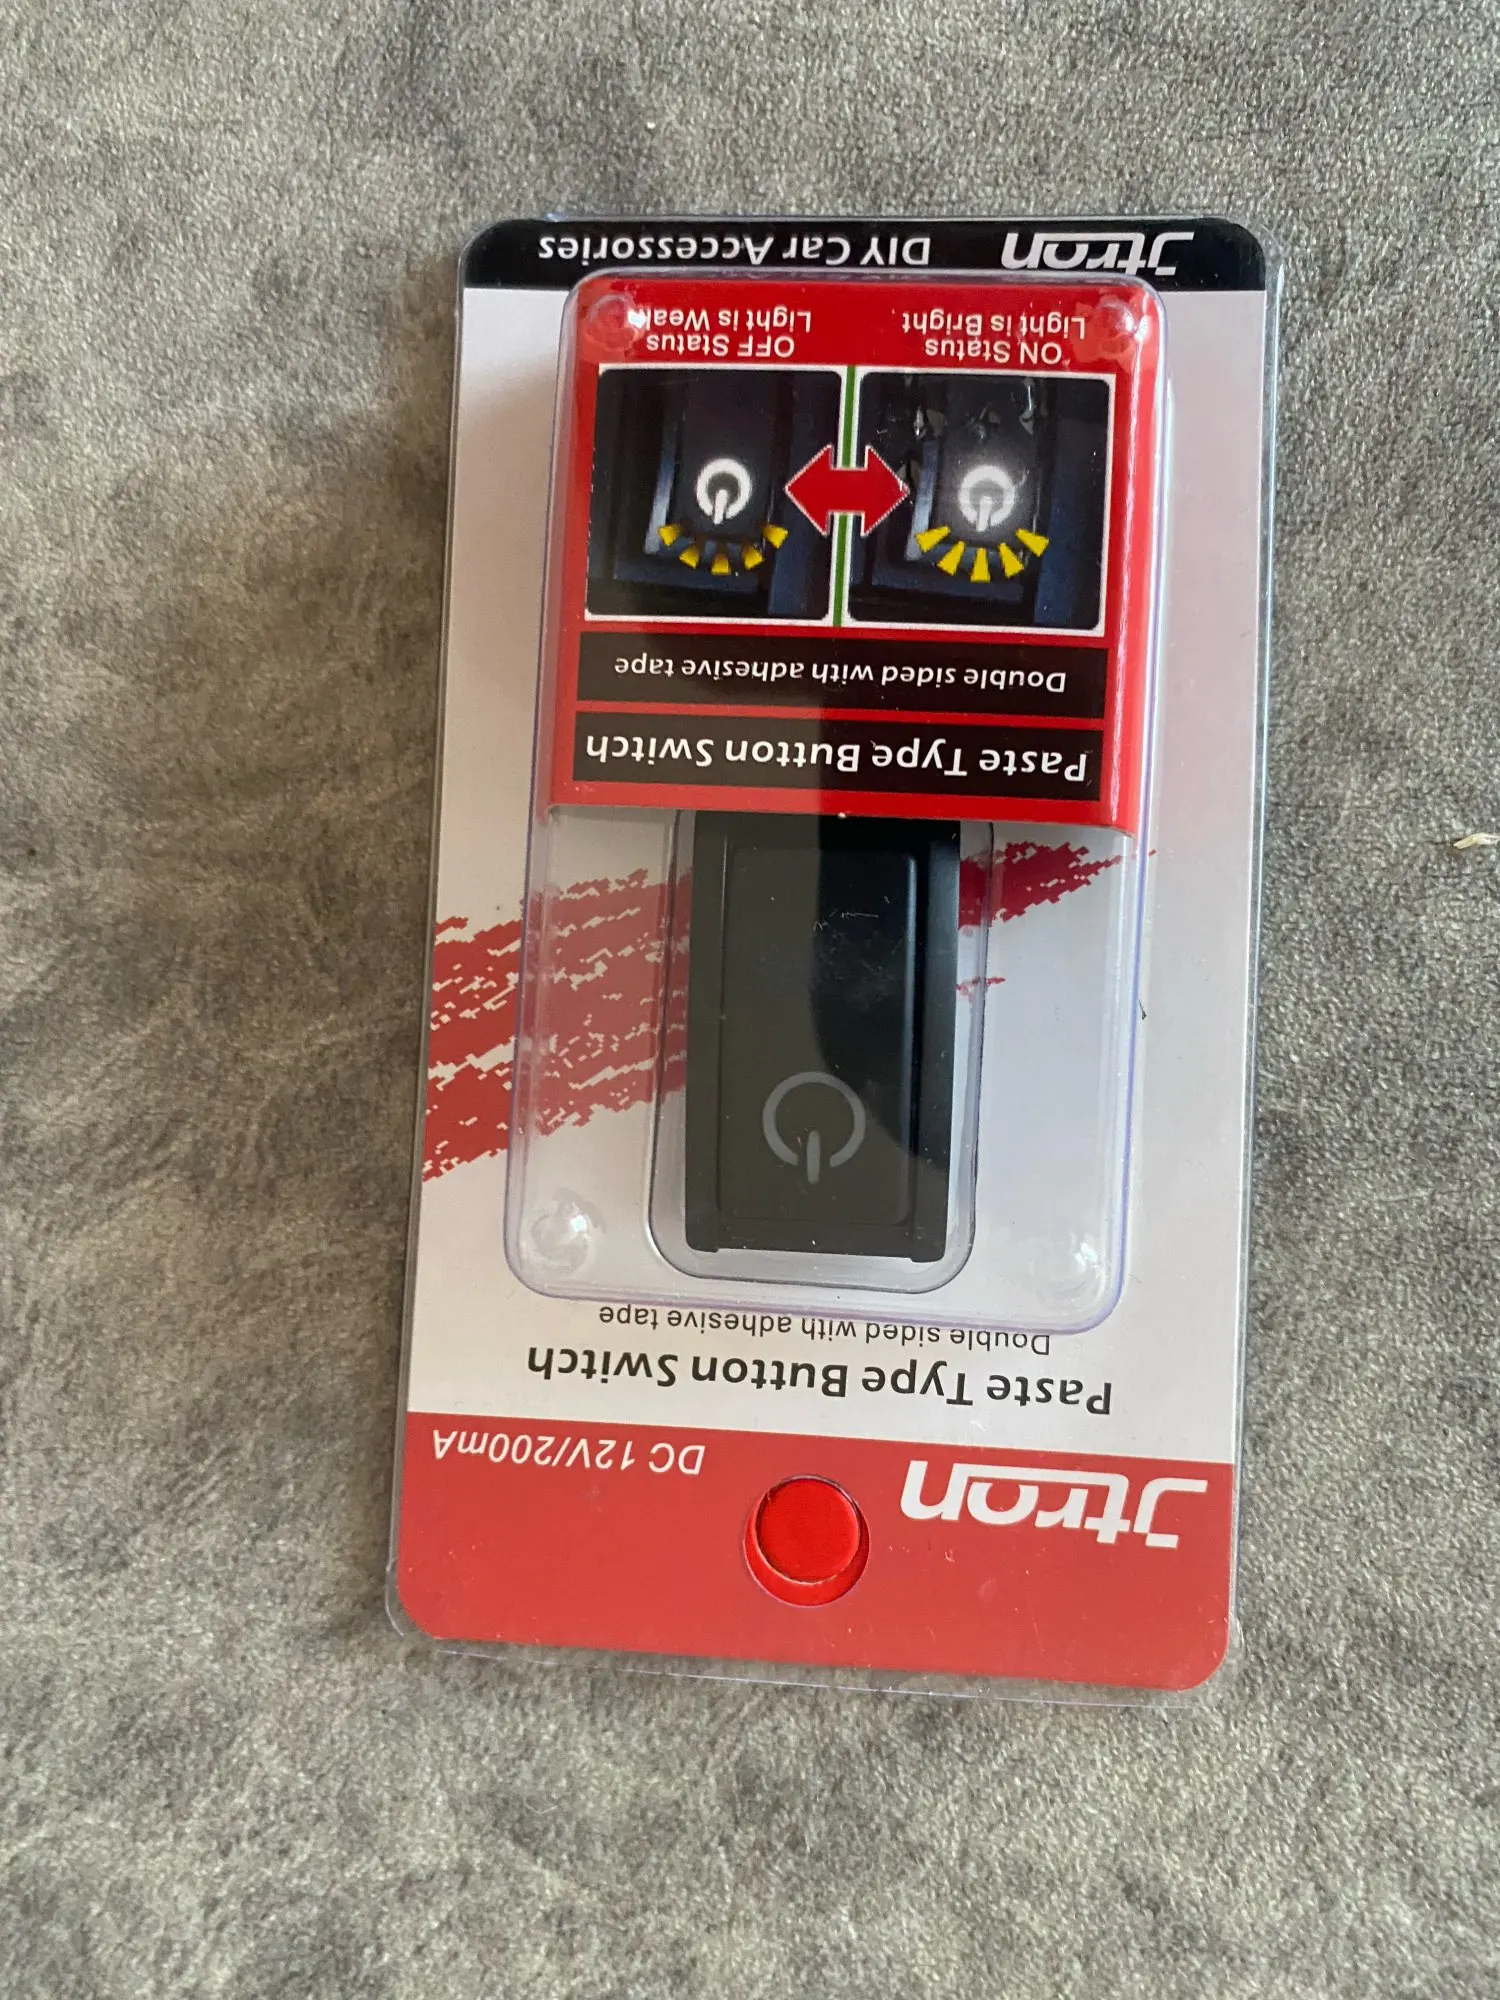 Jtron
DC 12V/200mA
Paste Type Button Switch
Double sided with adhesive tape
Paste Type Button Switch
Double sided with adhesive tape
ON Status
Light is Bright
OFF Status
Light is Weak
Jtron
DIY Car Accessories